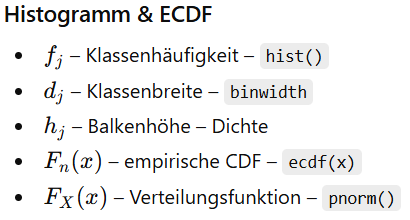 Histogramm & ECDF
• f_j – Klassenhäufigkeit – hist()
• d_j – Klassenbreite – binwidth
• h_j – Balkenhöhe – Dichte
• F_n(x) – empirische CDF – ecdf(x)
• F_X(x) – Verteilungsfunktion – pnorm()